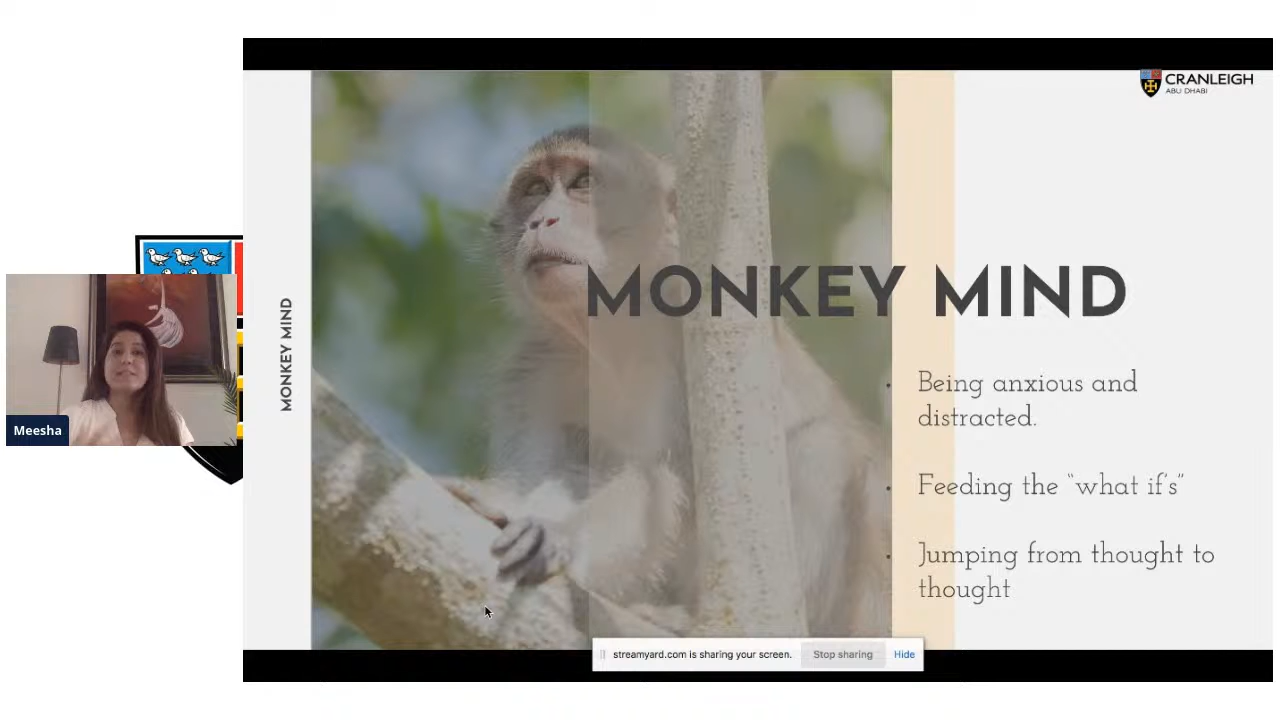 CRANLEIGH
ABU DHABI
MONKEY MIND
MONKEY MIND
Being anxious and
distracted.
Feeding the “what if’s”
Jumping from thought to
thought
Meesha
streamyard.com is sharing your screen. Stop sharing Hide